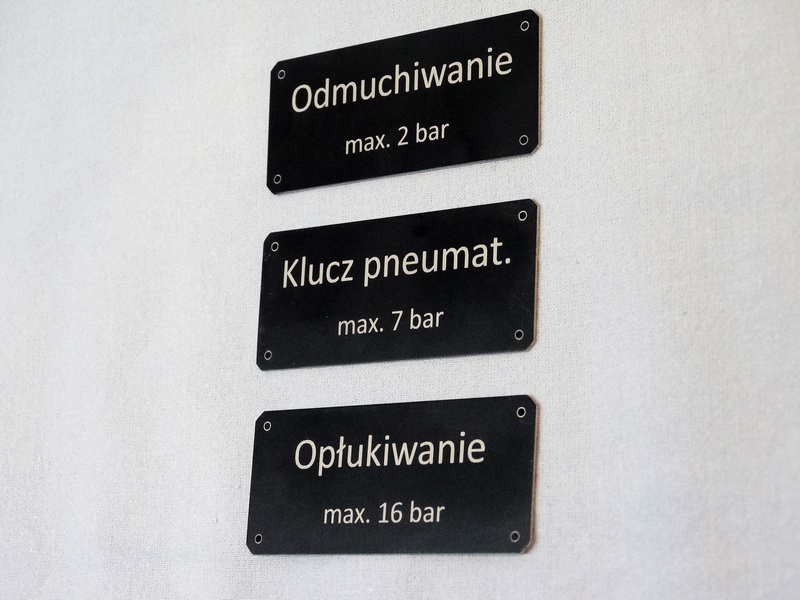 Odmuchiwanie
max. 2 bar
Klucz pneumat.
max. 7 bar
Opłukiwanie
max. 16 bar